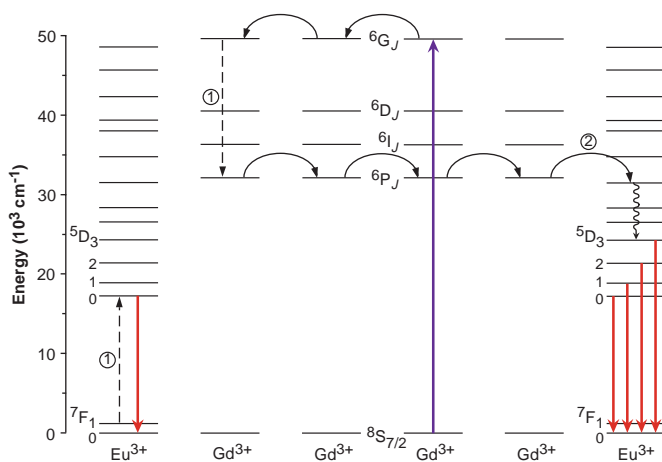 50
40
30
20
10
0
Energy (10³ cm⁻¹)
⁵D₃
2
1
0
⁷F₁
0
①
①
⁶G_J
⁶D_J
⁶I_J
⁶P_J
⁸S₇/₂
②
⁵D₃
2
1
0
⁷F₁
0
Eu³⁺
Gd³⁺
Gd³⁺
Gd³⁺
Gd³⁺
Eu³⁺